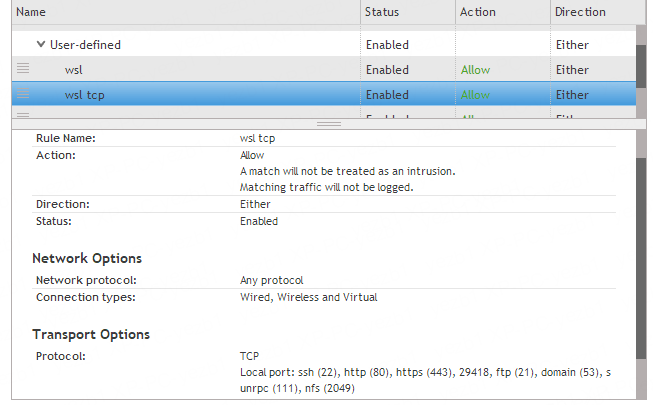 Name Status Action Direction
User-defined Enabled Either
wsl Enabled Allow Either
wsl tcp Enabled Allow Either
Rule Name: wsl tcp
Action: Allow
A match will not be treated as an intrusion.
Matching traffic will not be logged.
Direction: Either
Status: Enabled
Network Options
Network protocol: Any protocol
Connection types: Wired, Wireless and Virtual
Transport Options
Protocol: TCP
Local port: ssh (22), http (80), https (443), 29418, ftp (21), domain (53), s
unrpc (111), nfs (2049)